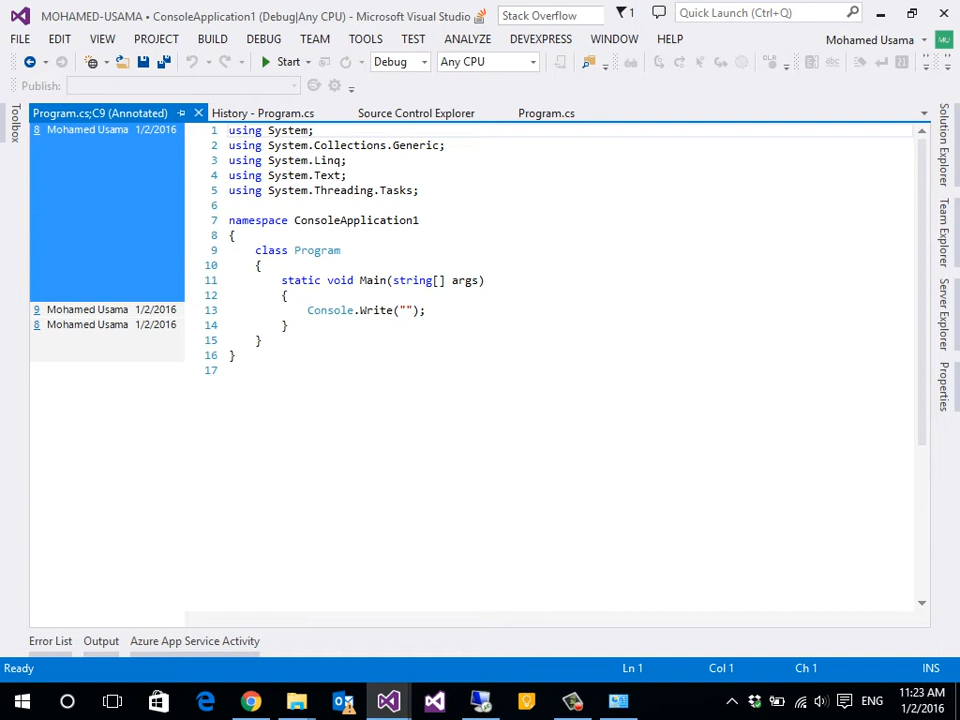 MOHAMED-USAMA • ConsoleApplication1 (Debug|Any CPU) - Microsoft Visual Studio
Stack Overflow
1
Quick Launch (Ctrl+Q)
FILE EDIT VIEW PROJECT BUILD DEBUG TEAM TOOLS TEST ANALYZE DEVEXPRESS WINDOW HELP
Mohamed Usama MU
Start Debug Any CPU
Publish:
Program.cs;C9 (Annotated) History - Program.cs Source Control Explorer Program.cs
Toolbox
8 Mohamed Usama 1/2/2016
9 Mohamed Usama 1/2/2016
8 Mohamed Usama 1/2/2016
1 using System;
2 using System.Collections.Generic;
3 using System.Linq;
4 using System.Text;
5 using System.Threading.Tasks;
6
7 namespace ConsoleApplication1
8 {
9 class Program
10 {
11 static void Main(string[] args)
12 {
13 Console.Write("");
14 }
15 }
16 }
17
Solution Explorer
Team Explorer
Server Explorer
Properties
Error List Output Azure App Service Activity
Ready Ln 1 Col 1 Ch 1 INS
ENG
11:23 AM
1/2/2016